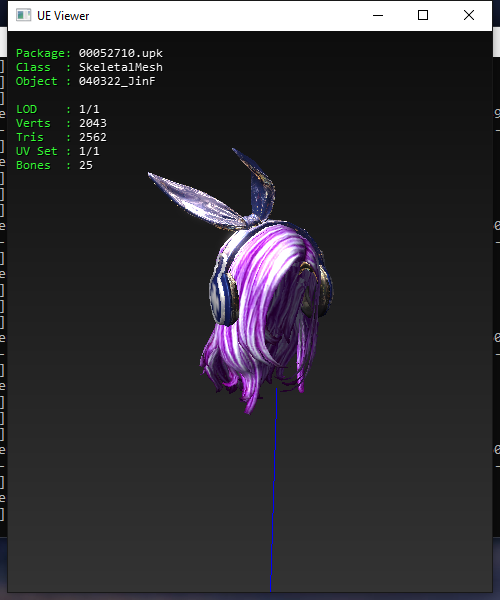 UE Viewer
Package: 00052710.upk
Class : SkeletalMesh
Object : 040322_JinF
LOD : 1/1
Verts : 2043
Tris : 2562
UV Set : 1/1
Bones : 25